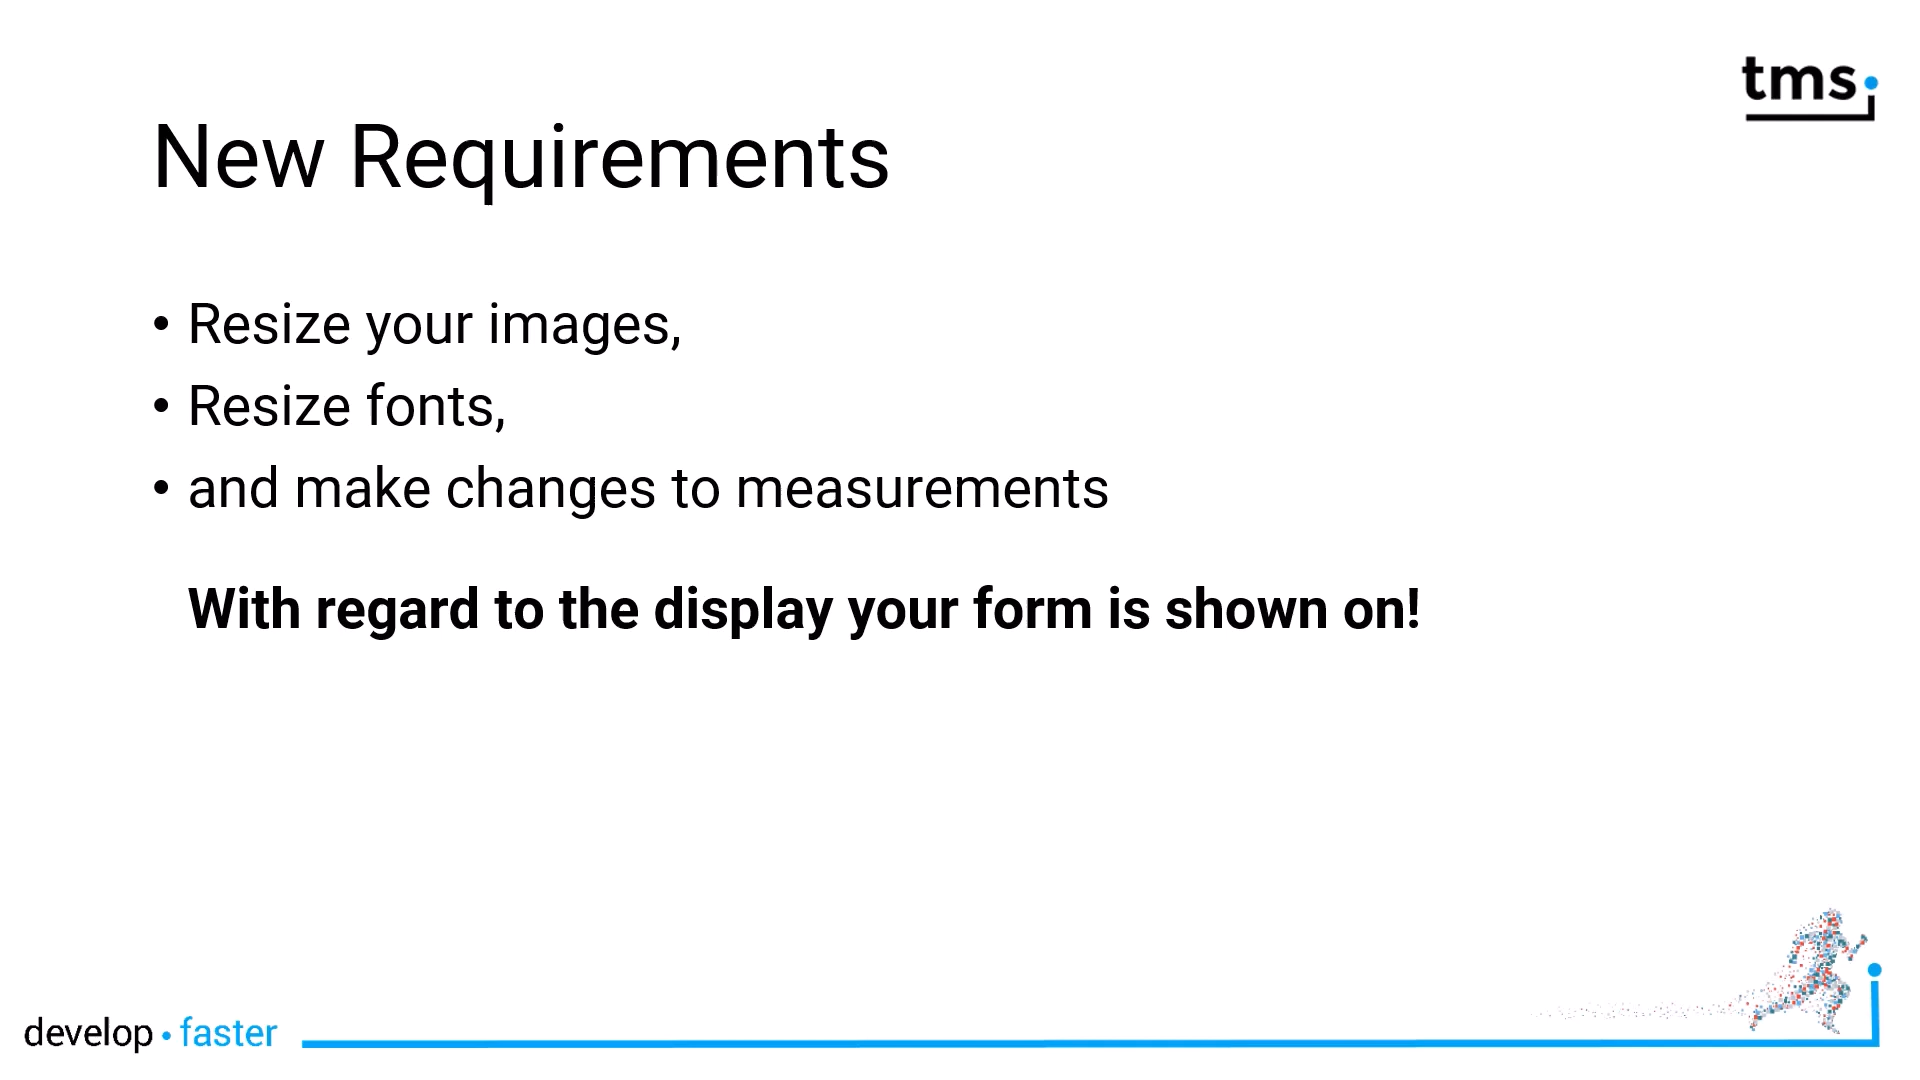 tms
New Requirements
• Resize your images,
• Resize fonts,
• and make changes to measurements
With regard to the display your form is shown on!
develop • faster